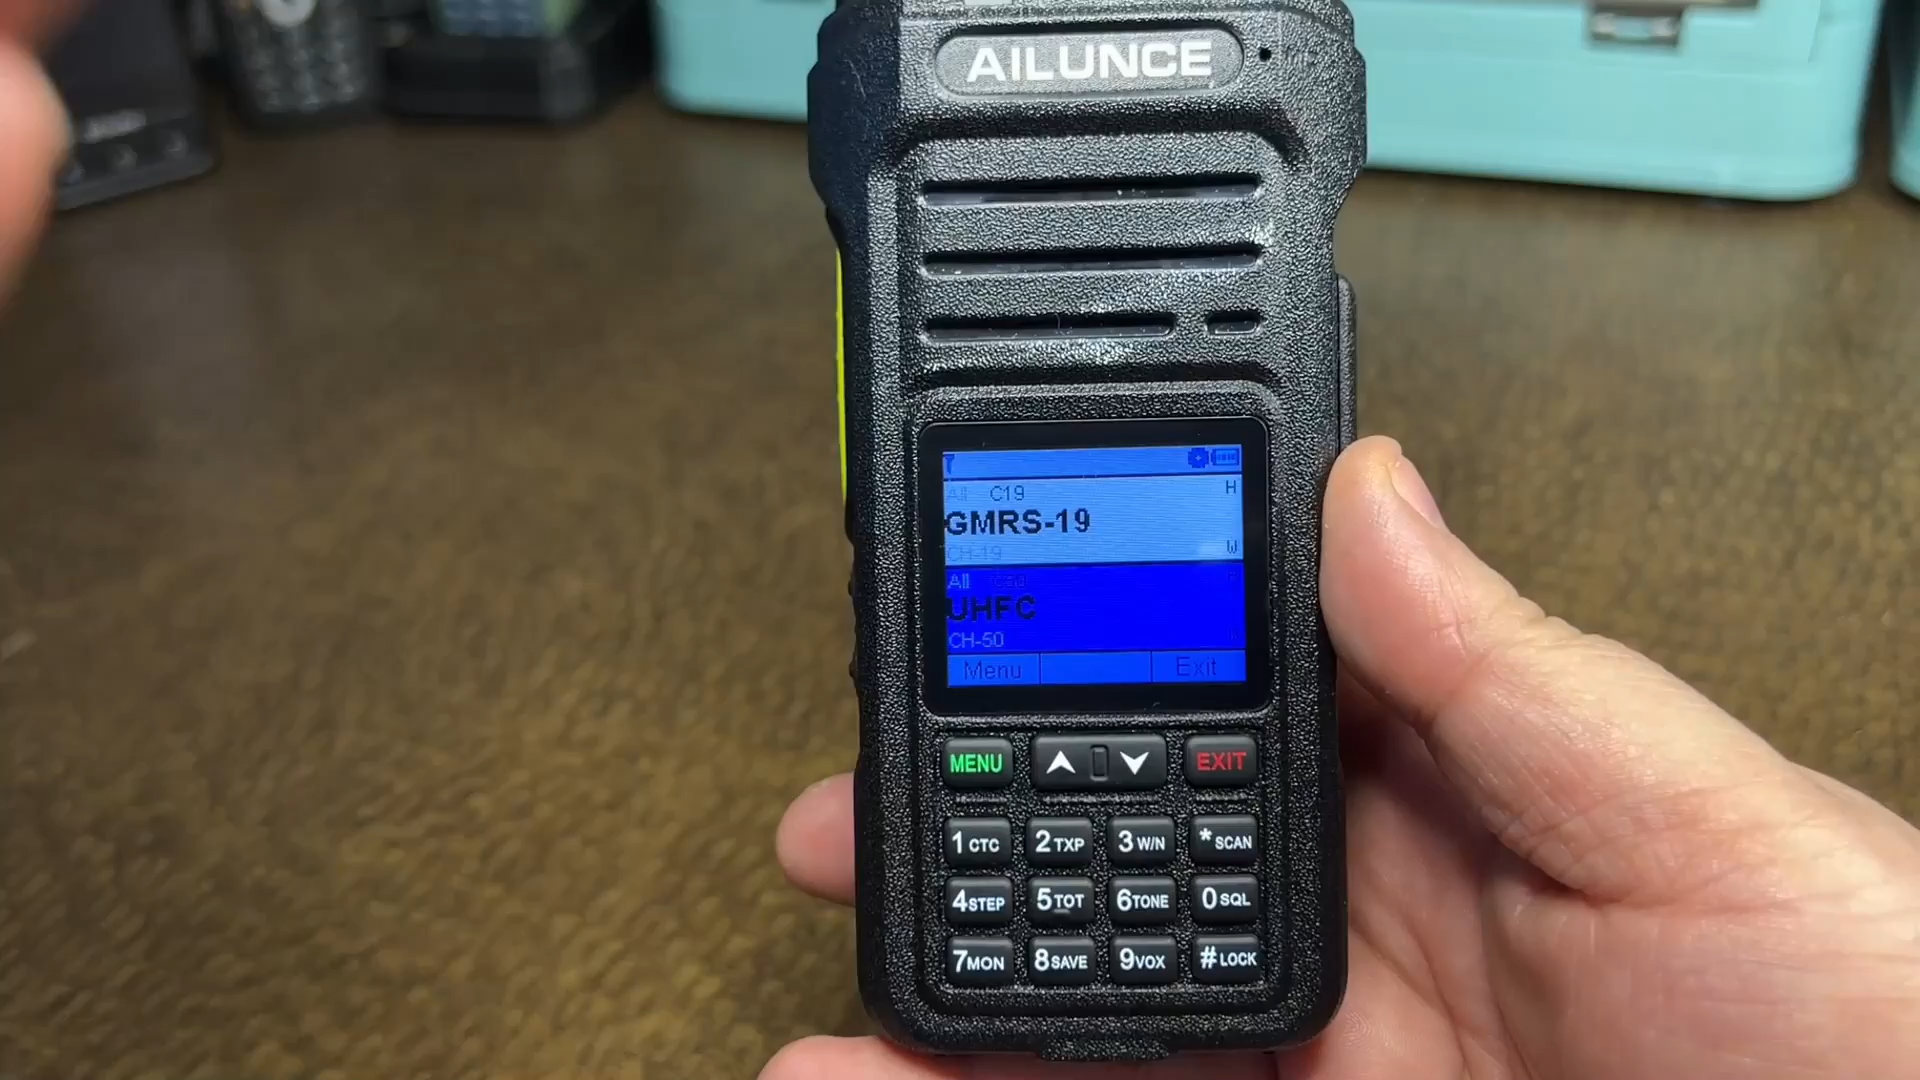 AILUNCE
All C19 H
GMRS-19
CH-19 W
All
UHFC
CH-50
Menu Exit
MENU EXIT
1 CTC 2 TXP 3 W/N * SCAN
4 STEP 5 TOT 6 TONE 0 SQL
7 MON 8 SAVE 9 VOX # LOCK